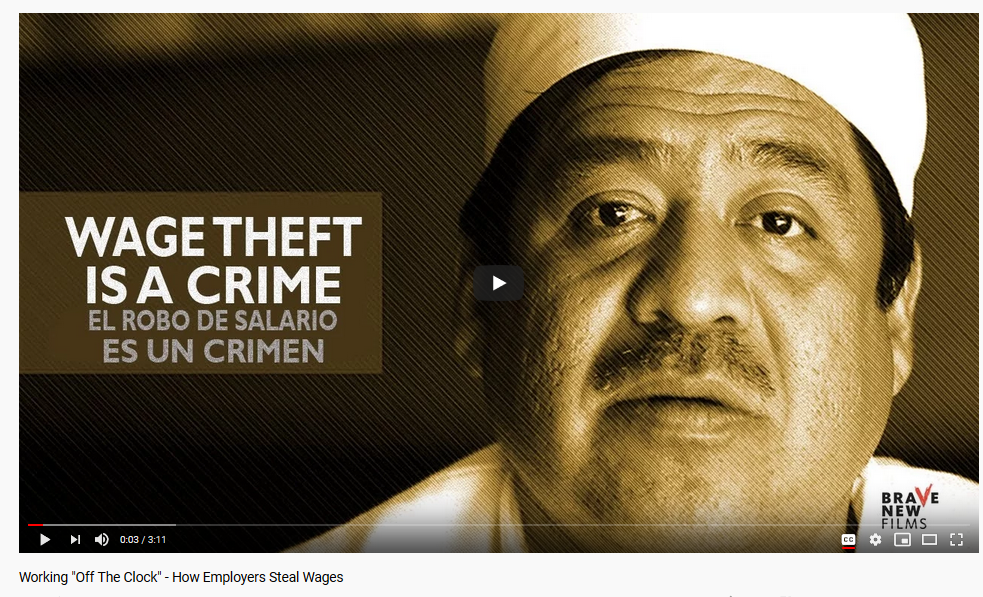 WAGE THEFT
IS A CRIME
EL ROBO DE SALARIO
ES UN CRIMEN
BRAVE
NEW
FILMS
0:03 / 3:11
CC
Working "Off The Clock" - How Employers Steal Wages